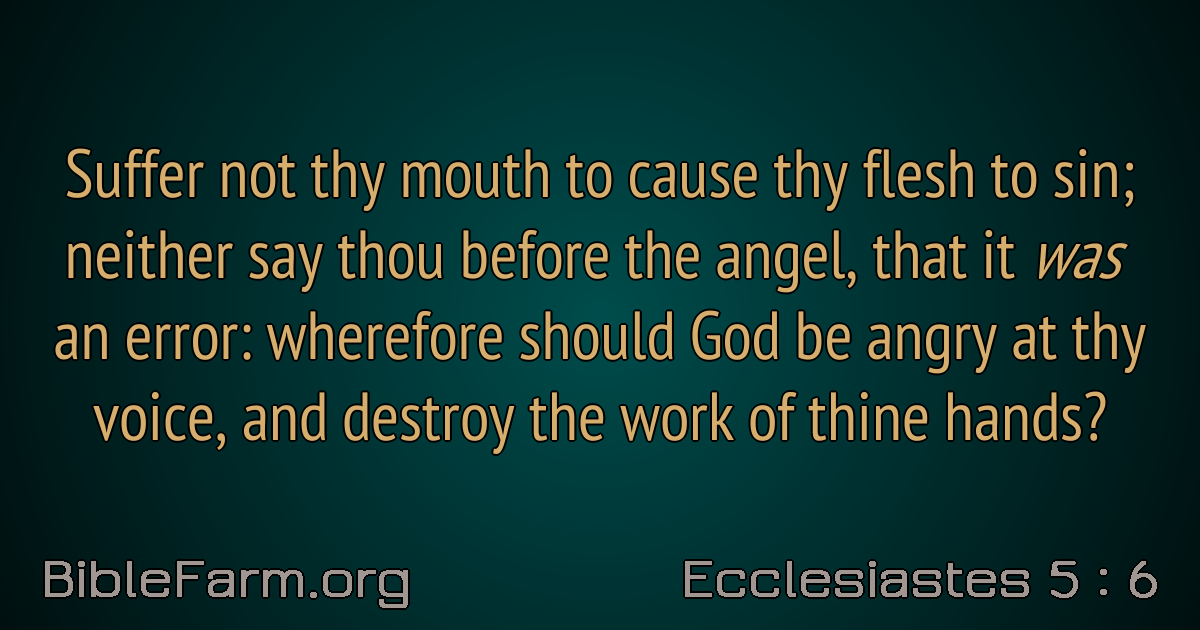 Suffer not thy mouth to cause thy flesh to sin;
neither say thou before the angel, that it was
an error: wherefore should God be angry at thy
voice, and destroy the work of thine hands?
BibleFarm.org
Ecclesiastes 5 : 6